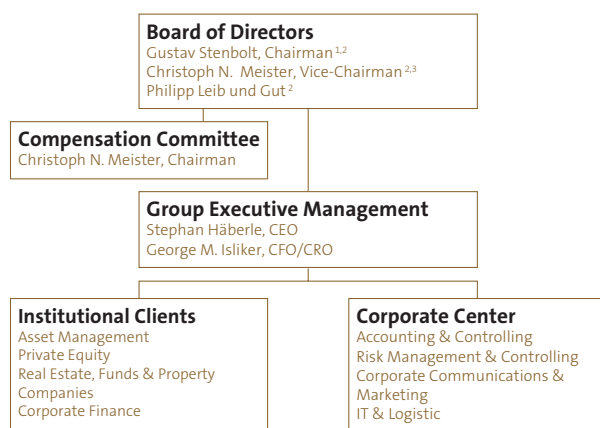 Board of Directors
Gustav Stenbolt, Chairman 1,2
Christoph N. Meister, Vice-Chairman 2,3
Philipp Leib und Gut 2
Compensation Committee
Christoph N. Meister, Chairman
Group Executive Management
Stephan Häberle, CEO
George M. Isliker, CFO/CRO
Institutional Clients
Asset Management
Private Equity
Real Estate, Funds & Property
Companies
Corporate Finance
Corporate Center
Accounting & Controlling
Risk Management & Controlling
Corporate Communications &
Marketing
IT & Logistic